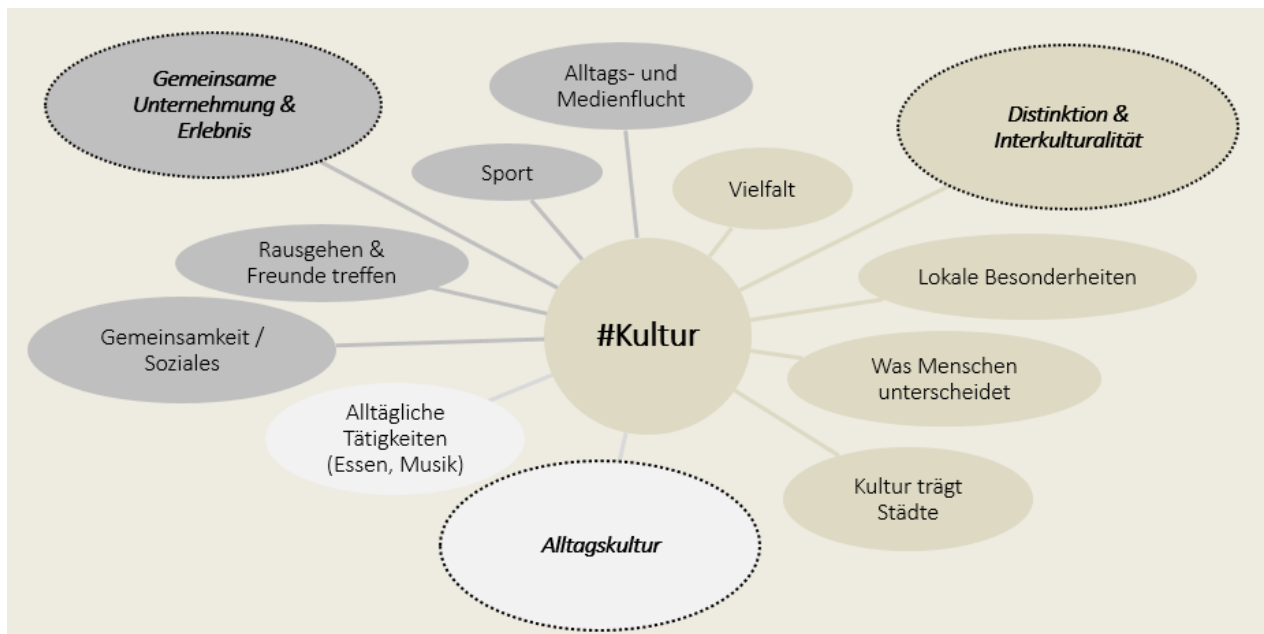 Gemeinsame
Unternehmung &
Erlebnis
Alltags- und
Medienflucht
Distinktion &
Interkulturalität
Sport
Vielfalt
Rausgehen &
Freunde treffen
Lokale Besonderheiten
Gemeinsamkeit /
Soziales
#Kultur
Was Menschen
unterscheidet
Alltägliche
Tätigkeiten
(Essen, Musik)
Kultur trägt
Städte
Alltagskultur